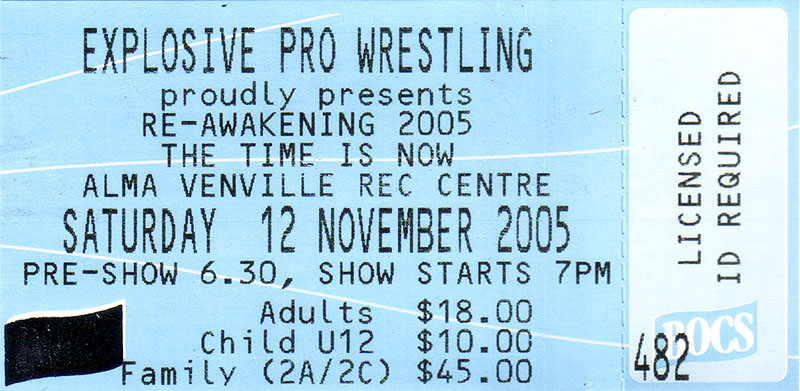 EXPLOSIVE PRO WRESTLING
proudly presents
RE-AWAKENING 2005
THE TIME IS NOW
ALMA VENVILLE REC CENTRE
SATURDAY 12 NOVEMBER 2005
PRE-SHOW 6.30, SHOW STARTS 7PM
Adults $18.00
Child U12 $10.00
Family (2A/2C) $45.00
LICENSED
ID REQUIRED
BOCS
482